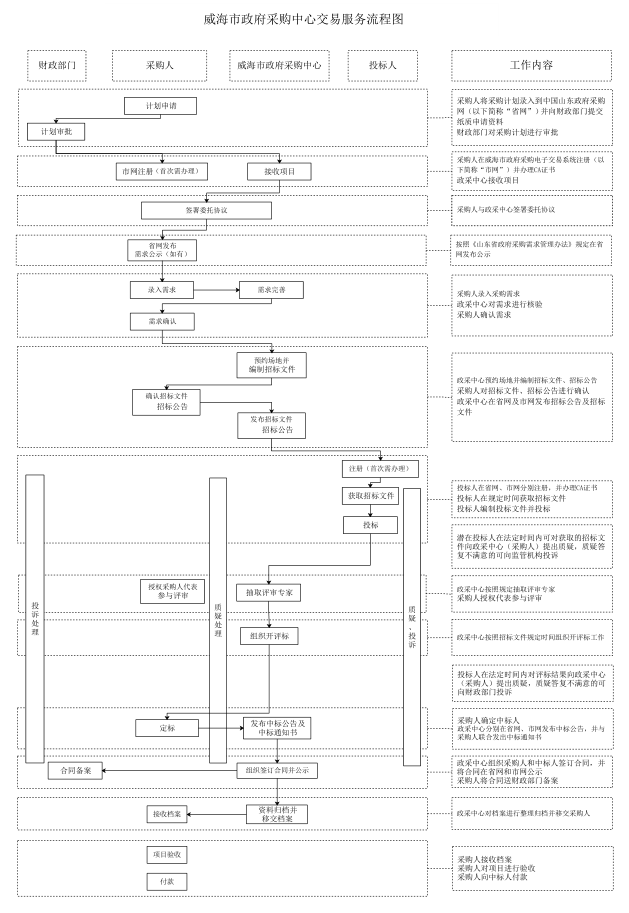 威海市政府采购中心交易服务流程图
财政部门
采购人
威海市政府采购中心
投标人
工作内容
计划申请
计划审批
采购人将采购计划录入到中国山东政府采购
网（以下简称“省网”）并向财政部门提交
纸质申请资料
财政部门对采购计划进行审批
市网注册（首次需办理）
接收项目
采购人在威海市政府采购电子交易系统注册（以
下简称“市网”）并办理CA证书
政采中心接收项目
签署委托协议
采购人与政采中心签署委托协议
省网发布
需求公示（如有）
按照《山东省政府采购需求管理办法》规定在省
网发布公示
录入需求
需求完善
需求确认
采购人录入采购需求
政采中心对需求进行核验
采购人确认需求
预约场地并
编制招标文件
确认招标文件
招标公告
发布招标文件
招标公告
政采中心预约场地并编制招标文件、招标公告
采购人对招标文件、招标公告进行确认
政采中心在省网及市网发布招标公告及招标
文件
注册（首次需办理）
获取招标文件
投标
投标人在省网、市网分别注册，并办理CA证书
投标人在规定时间获取招标文件
投标人编制投标文件并投标
潜在投标人在法定时间内可对获取的招标文
件向政采中心（采购人）提出质疑，质疑答
复不满意的可向监管机构投诉
投诉处理
质疑处理
质疑、投诉
授权采购人代表
参与评审
抽取评审专家
政采中心按照规定抽取评审专家
采购人授权代表参与评审
组织开评标
政采中心按照招标文件规定时间组织开评标工作
投标人在法定时间内对评标结果向政采中心
（采购人）提出质疑，质疑答复不满意的可
向财政部门投诉
定标
发布中标公告及
中标通知书
采购人确定中标人
政采中心分别在省网、市网发布中标公告，并与
采购人联合发出中标通知书
合同备案
组织签订合同并公示
政采中心组织采购人和中标人签订合同，并
将合同在省网和市网公示
采购人将合同送财政部门备案
接收档案
资料归档并
移交档案
政采中心对档案进行整理归档并移交采购人
项目验收
付款
采购人接收档案
采购人对项目进行验收
采购人向中标人付款